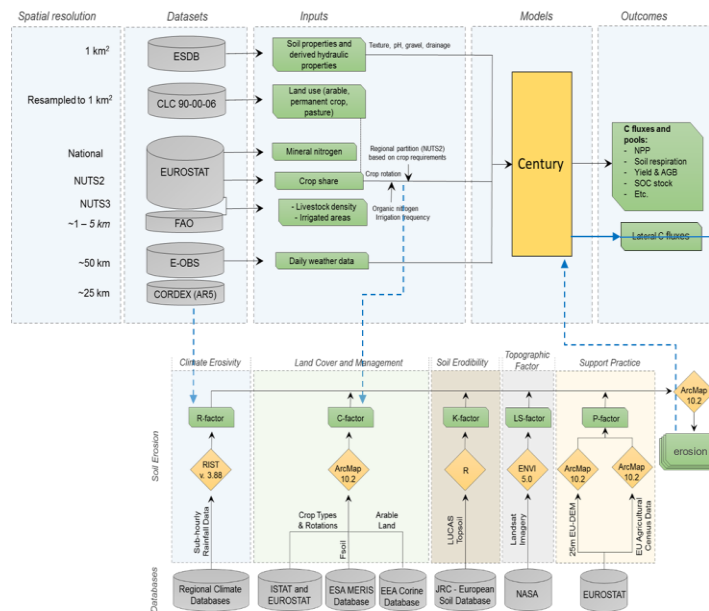 Spatial resolution
Datasets
Inputs
Models
Outcomes
1 km2
ESDB
Soil properties and
derived hydraulic
properties
Texture, pH, gravel, drainage
Resampled to 1 km2
CLC 90-00-06
Land use (arable,
permanent crop,
pasture)
Regional partition (NUTS2)
based on crop requirements
National
EUROSTAT
Mineral nitrogen
NUTS2
Crop share
Crop rotation
NUTS3
- Livestock density
- Irrigated areas
Organic nitrogen
Irrigation frequency
~1 – 5 km
FAO
~50 km
E-OBS
Daily weather data
~25 km
CORDEX (AR5)
Century
C fluxes and
pools:
- NPP
- Soil respiration
- Yield & AGB
- SOC stock
- Etc.
Lateral C fluxes
Climate Erosivity
Land Cover and Management
Soil Erodibility
Topographic
Factor
Support Practice
Soil Erosion
R-factor
C-factor
K-factor
LS-factor
P-factor
ArcMap
10.2
erosion
RIST
v. 3.88
ArcMap
10.2
R
ENVI
5.0
ArcMap
10.2
ArcMap
10.2
Sub-hourly
Rainfall Data
Crop Types
& Rotations
Fsoil
Arable
Land
LUCAS
Topsoil
Landsat
Imagery
25m EU-DEM
EU Agricultural
Census Data
Databases
Regional Climate
Databases
ISTAT and
EUROSTAT
ESA MERIS
Database
EEA Corine
Database
JRC - European
Soil Database
NASA
EUROSTAT